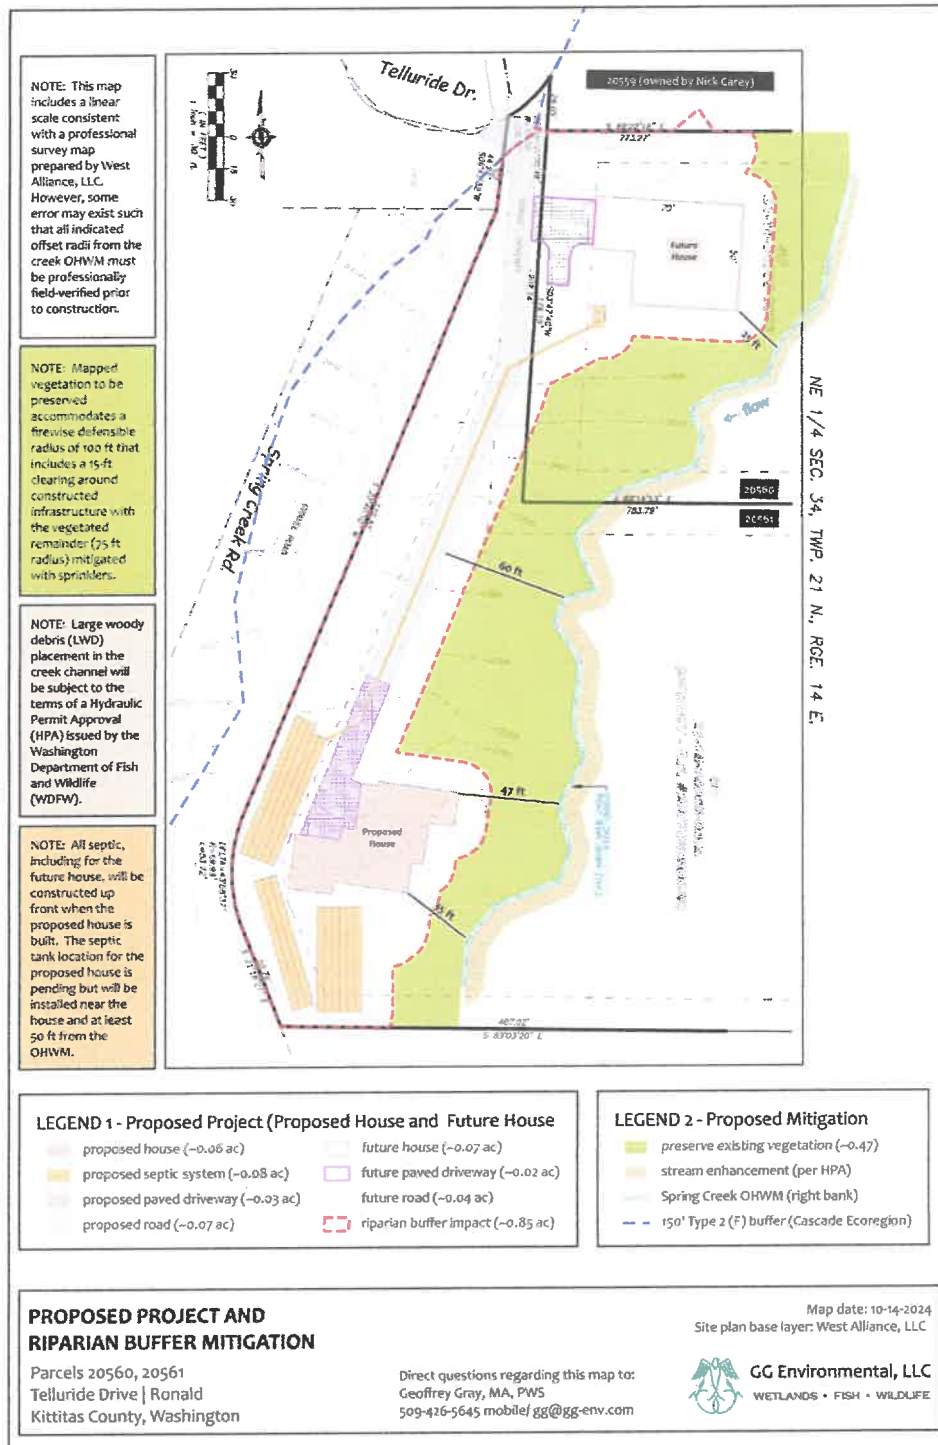 NOTE: This map
includes a linear
scale consistent
with a professional
survey map
prepared by West
Alliance, LLC.
However, some
error may exist such
that all indicated
offset radii from the
creek OHWM must
be professionally
field-verified prior
to construction.
NOTE: Mapped
vegetation to be
preserved
accommodates a
firewise defensible
radius of 100 ft that
includes a 15-ft
clearing around
constructed
infrastructure with
the vegetated
remainder (75 ft
radius) mitigated
with sprinklers.
NOTE: Large woody
debris (LWD)
placement in the
creek channel will
be subject to the
terms of a Hydraulic
Permit Approval
(HPA) issued by the
Washington
Department of Fish
and Wildlife
(WDFW).
NOTE: All septic,
including for the
future house, will be
constructed up
front when the
proposed house is
built. The septic
tank location for the
proposed house is
pending but will be
installed near the
house and at least
50 ft from the
OHWM.
Telluride Dr.
20559 (owned by Nick Carey)
773.27'
Future
House
25 ft
flow
20560
20561
783.79'
NE 1/4 SEC. 34, TWP. 21 N., RGE. 14 E.
Spring Creek Rd.
60 ft
47 ft
Proposed
House
35 ft
487.02'
S 83°03'20" E
LEGEND 1 - Proposed Project (Proposed House and Future House
proposed house (~0.06 ac)
proposed septic system (~0.08 ac)
proposed paved driveway (~0.03 ac)
proposed road (~0.07 ac)
future house (~0.07 ac)
future paved driveway (~0.02 ac)
future road (~0.04 ac)
riparian buffer impact (~0.85 ac)
LEGEND 2 - Proposed Mitigation
preserve existing vegetation (~0.47)
stream enhancement (per HPA)
Spring Creek OHWM (right bank)
150' Type 2 (F) buffer (Cascade Ecoregion)
PROPOSED PROJECT AND
RIPARIAN BUFFER MITIGATION
Parcels 20560, 20561
Telluride Drive | Ronald
Kittitas County, Washington
Direct questions regarding this map to:
Geoffrey Gray, MA, PWS
509-426-5645 mobile/ gg@gg-env.com
Map date: 10-14-2024
Site plan base layer: West Alliance, LLC
GG Environmental, LLC
WETLANDS • FISH • WILDLIFE